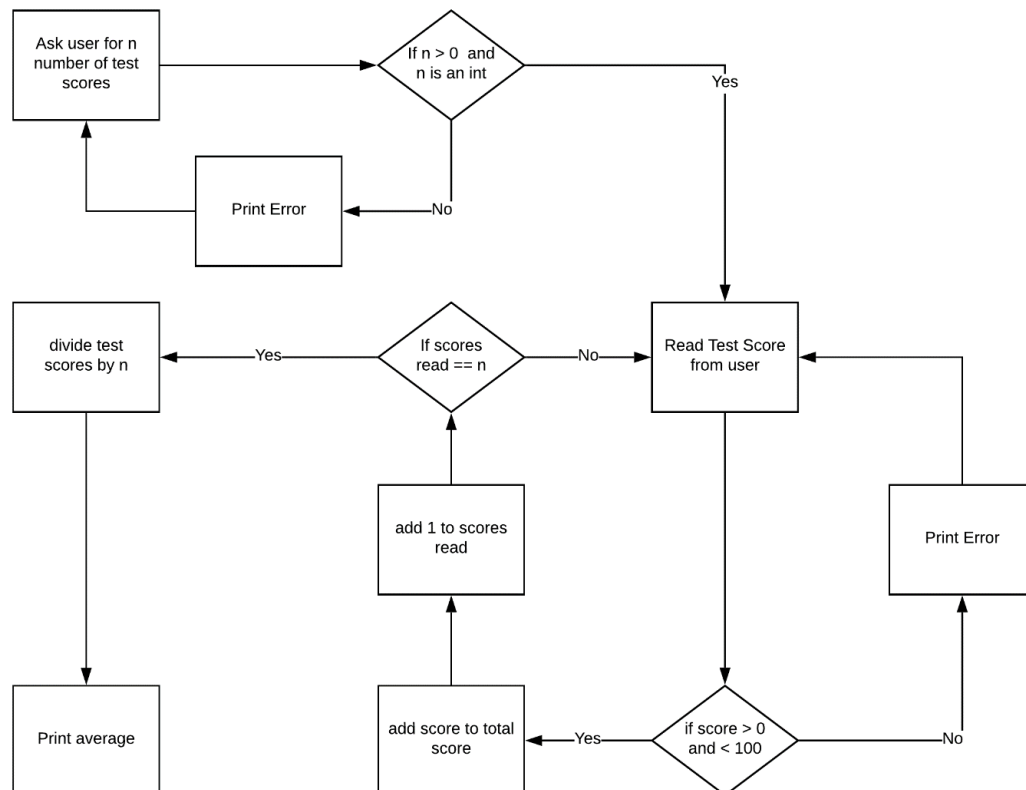 Ask user for n
number of test
scores
If n > 0 and
n is an int
Yes
Print Error
No
divide test
scores by n
Yes
If scores
read == n
No
Read Test Score
from user
add 1 to scores
read
Print Error
Print average
add score to total
score
Yes
if score > 0
and < 100
No